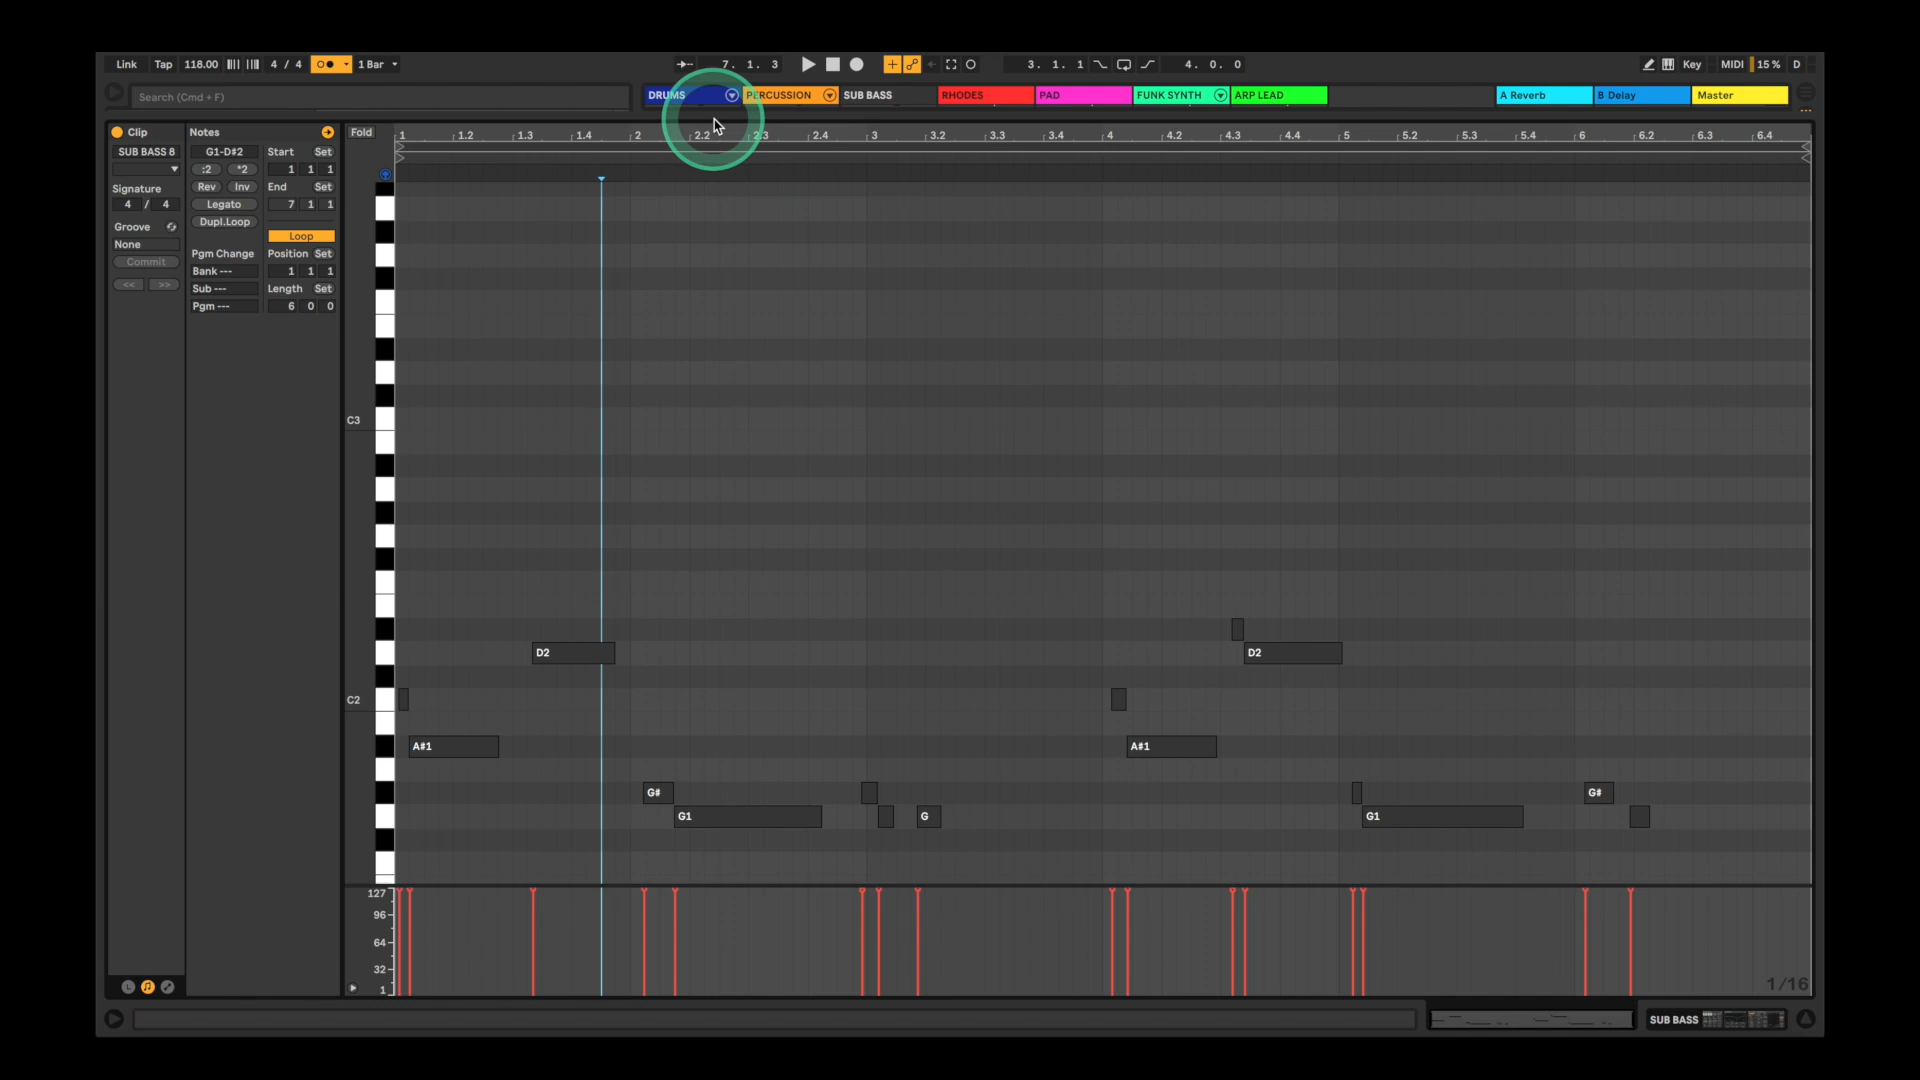 Link Tap 118.00 4 / 4 1 Bar 7. 1. 3 3. 1. 1 4. 0. 0 Key MIDI 15 % D
Search (Cmd + F) DRUMS PERCUSSION SUB BASS RHODES PAD FUNK SYNTH ARP LEAD A Reverb B Delay Master
Clip Notes Fold 1 1.2 1.3 1.4 2 2.2 2.3 2.4 3 3.2 3.3 3.4 4 4.2 4.3 4.4 5 5.2 5.3 5.4 6 6.2 6.3 6.4
SUB BASS 8 G1-D#2 Start Set
:2 *2 1 1 1
Signature Rev Inv End Set
4 / 4 Legato 7 1 1
Groove Dupl.Loop
None Loop
Commit Pgm Change Position Set
Bank --- 1 1 1
<< >> Sub --- Length Set
Pgm --- 6 0 0
C3
D2 D2
C2
A#1 A#1
G# G#
G1 G G1
127
96
64
32
1 1/16
L
SUB BASS